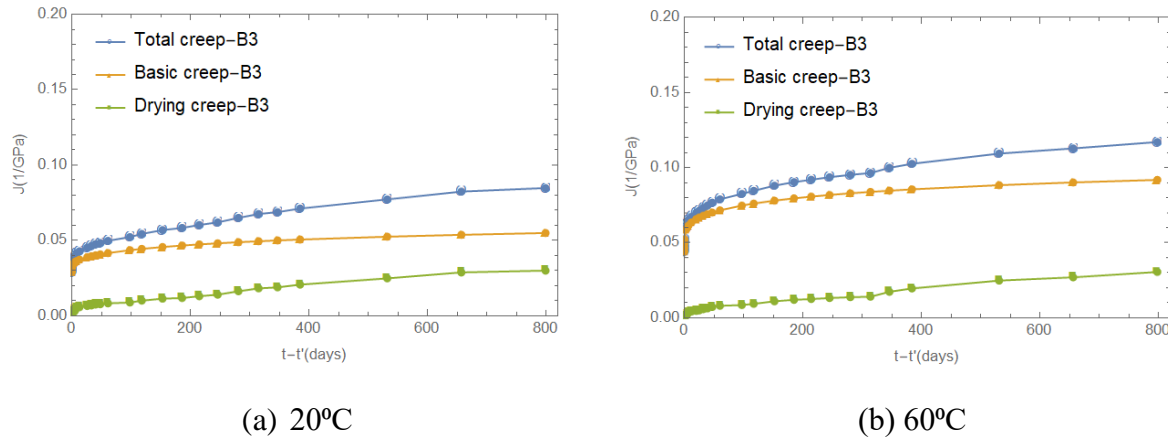 0.20
0.15
0.10
0.05
0.00
J(1/GPa)
Total creep−B3
Basic creep−B3
Drying creep−B3
0
200
400
600
800
t−t'(days)
(a) 20ºC
0.20
0.15
0.10
0.05
0.00
J(1/GPa)
Total creep−B3
Basic creep−B3
Drying creep−B3
0
200
400
600
800
t−t'(days)
(b) 60ºC